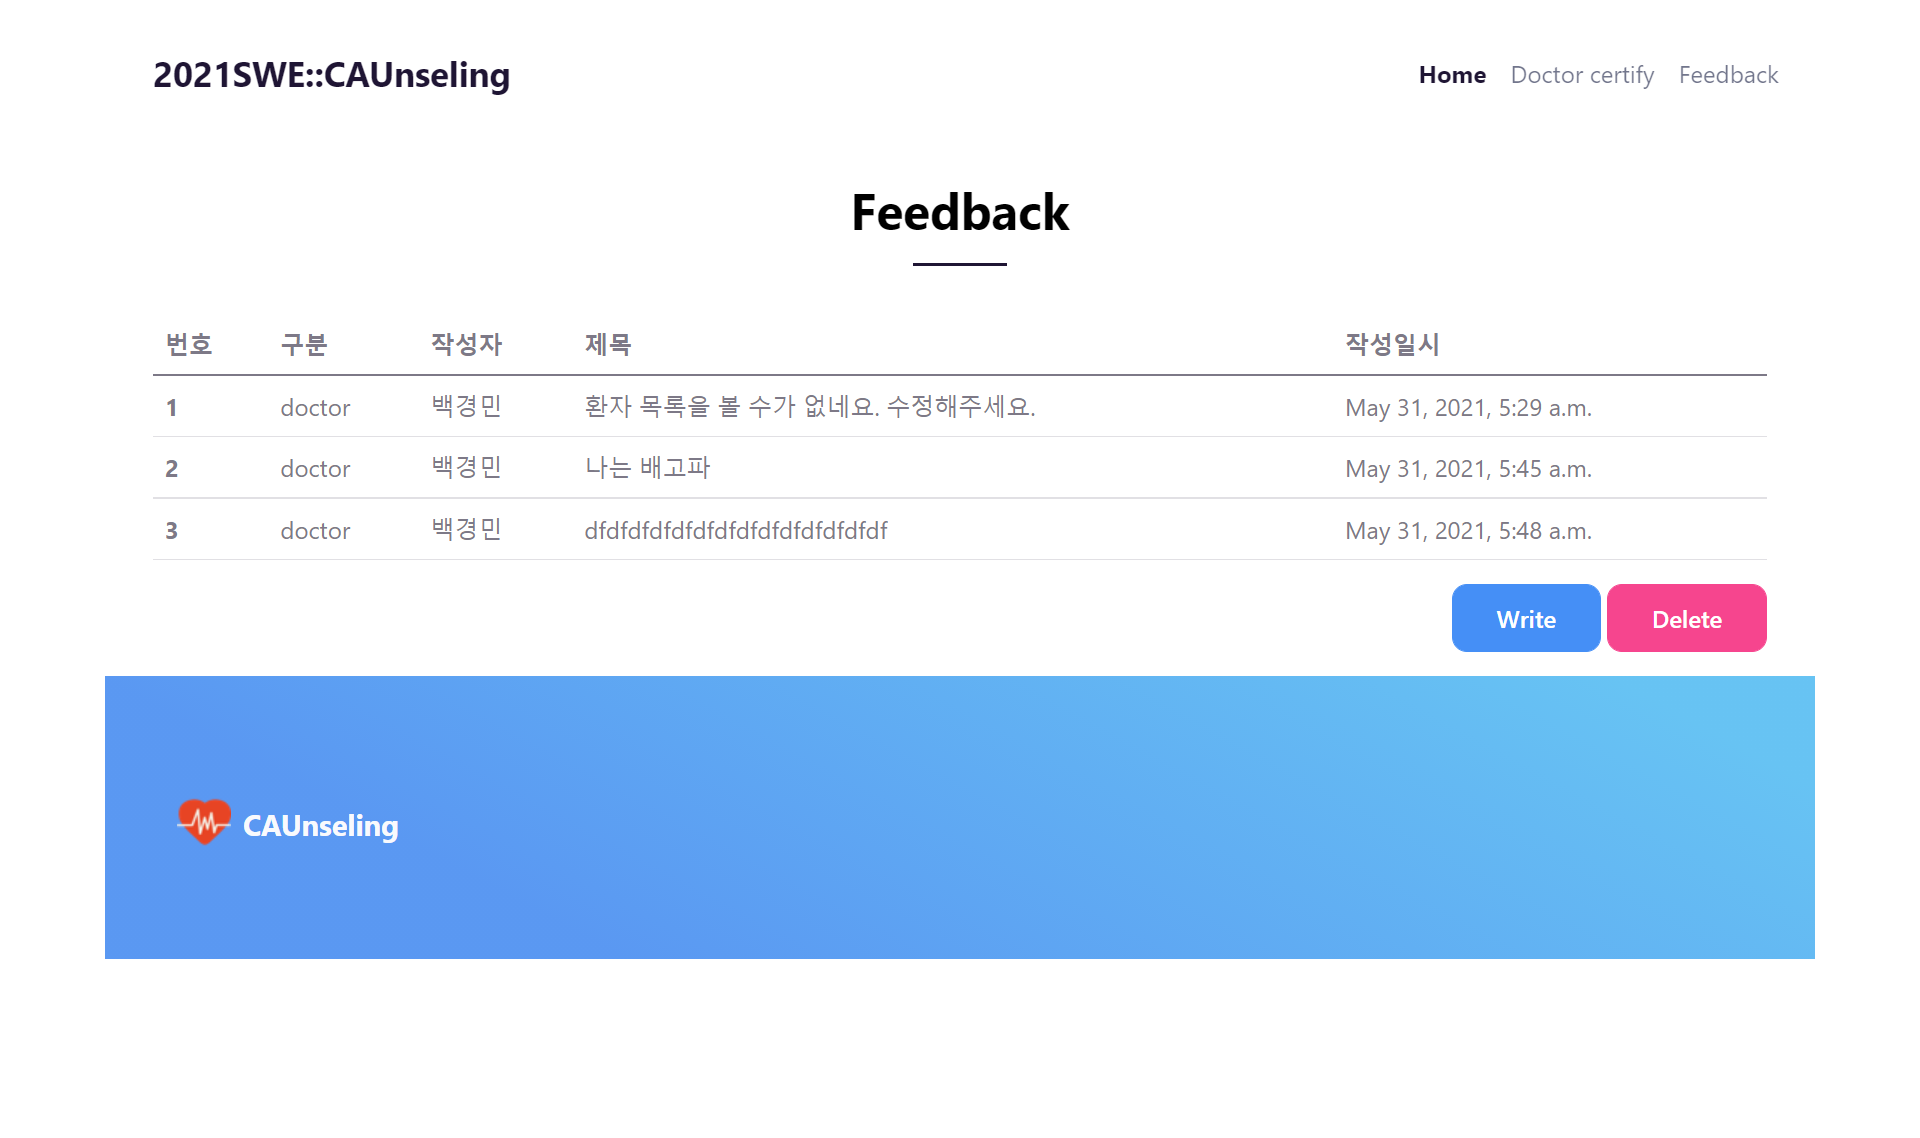 2021SWE::CAUnseling
Home Doctor certify Feedback
Feedback
번호 구분 작성자 제목 작성일시
1 doctor 백경민 환자 목록을 볼 수가 없네요. 수정해주세요. May 31, 2021, 5:29 a.m.
2 doctor 백경민 나는 배고파 May 31, 2021, 5:45 a.m.
3 doctor 백경민 dfdfdfdfdfdfdfdfdfdfdfdfdfdf May 31, 2021, 5:48 a.m.
Write Delete
CAUnseling